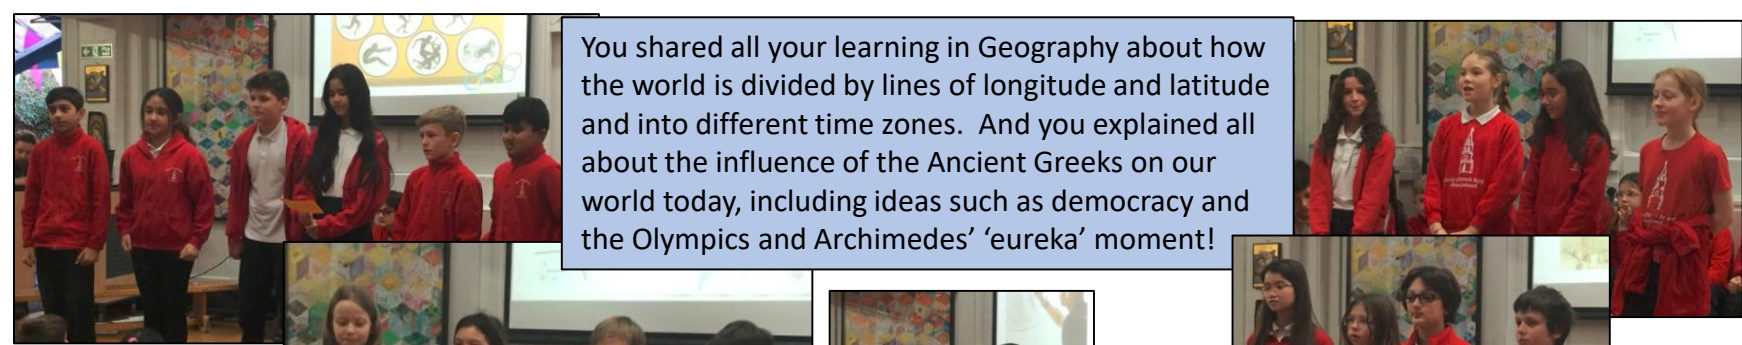 You shared all your learning in Geography about how
the world is divided by lines of longitude and latitude
and into different time zones.  And you explained all
about the influence of the Ancient Greeks on our
world today, including ideas such as democracy and
the Olympics and Archimedes’ ‘eureka’ moment!